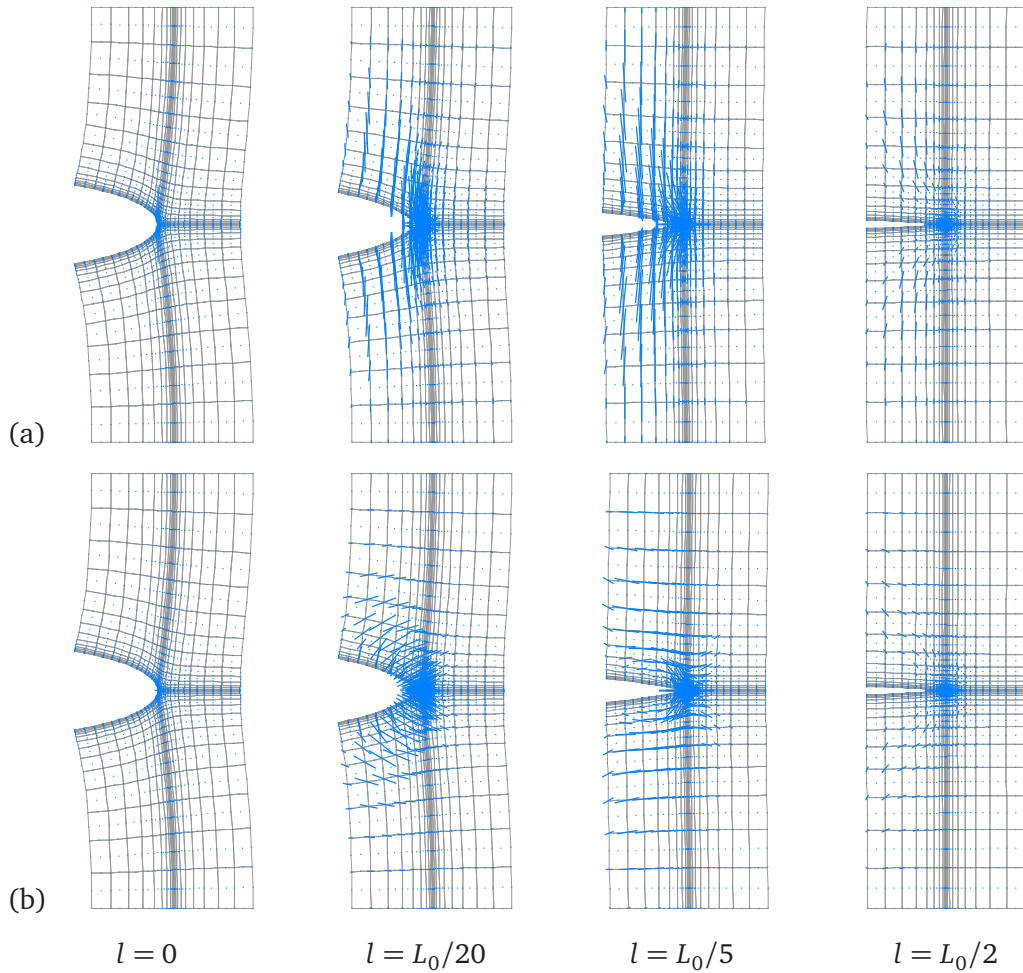 (a)
(b)
l = 0
l = L₀/20
l = L₀/5
l = L₀/2